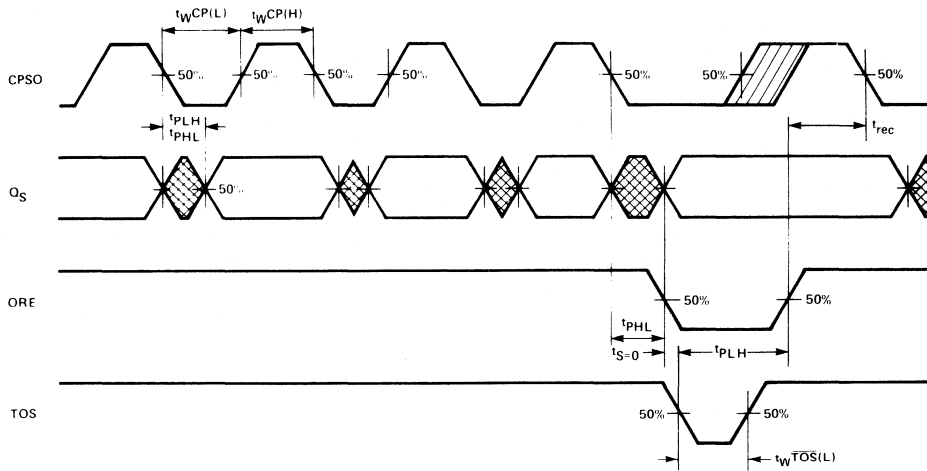 tWCP(L)
tWCP(H)
CPSO
50%
50%
50%
50%
50%
50%
50%
tPLH
tPHL
trec
QS
50%
ORE
50%
50%
tPHL
tS=0
tPLH
TOS
50%
50%
tWTOS(L)